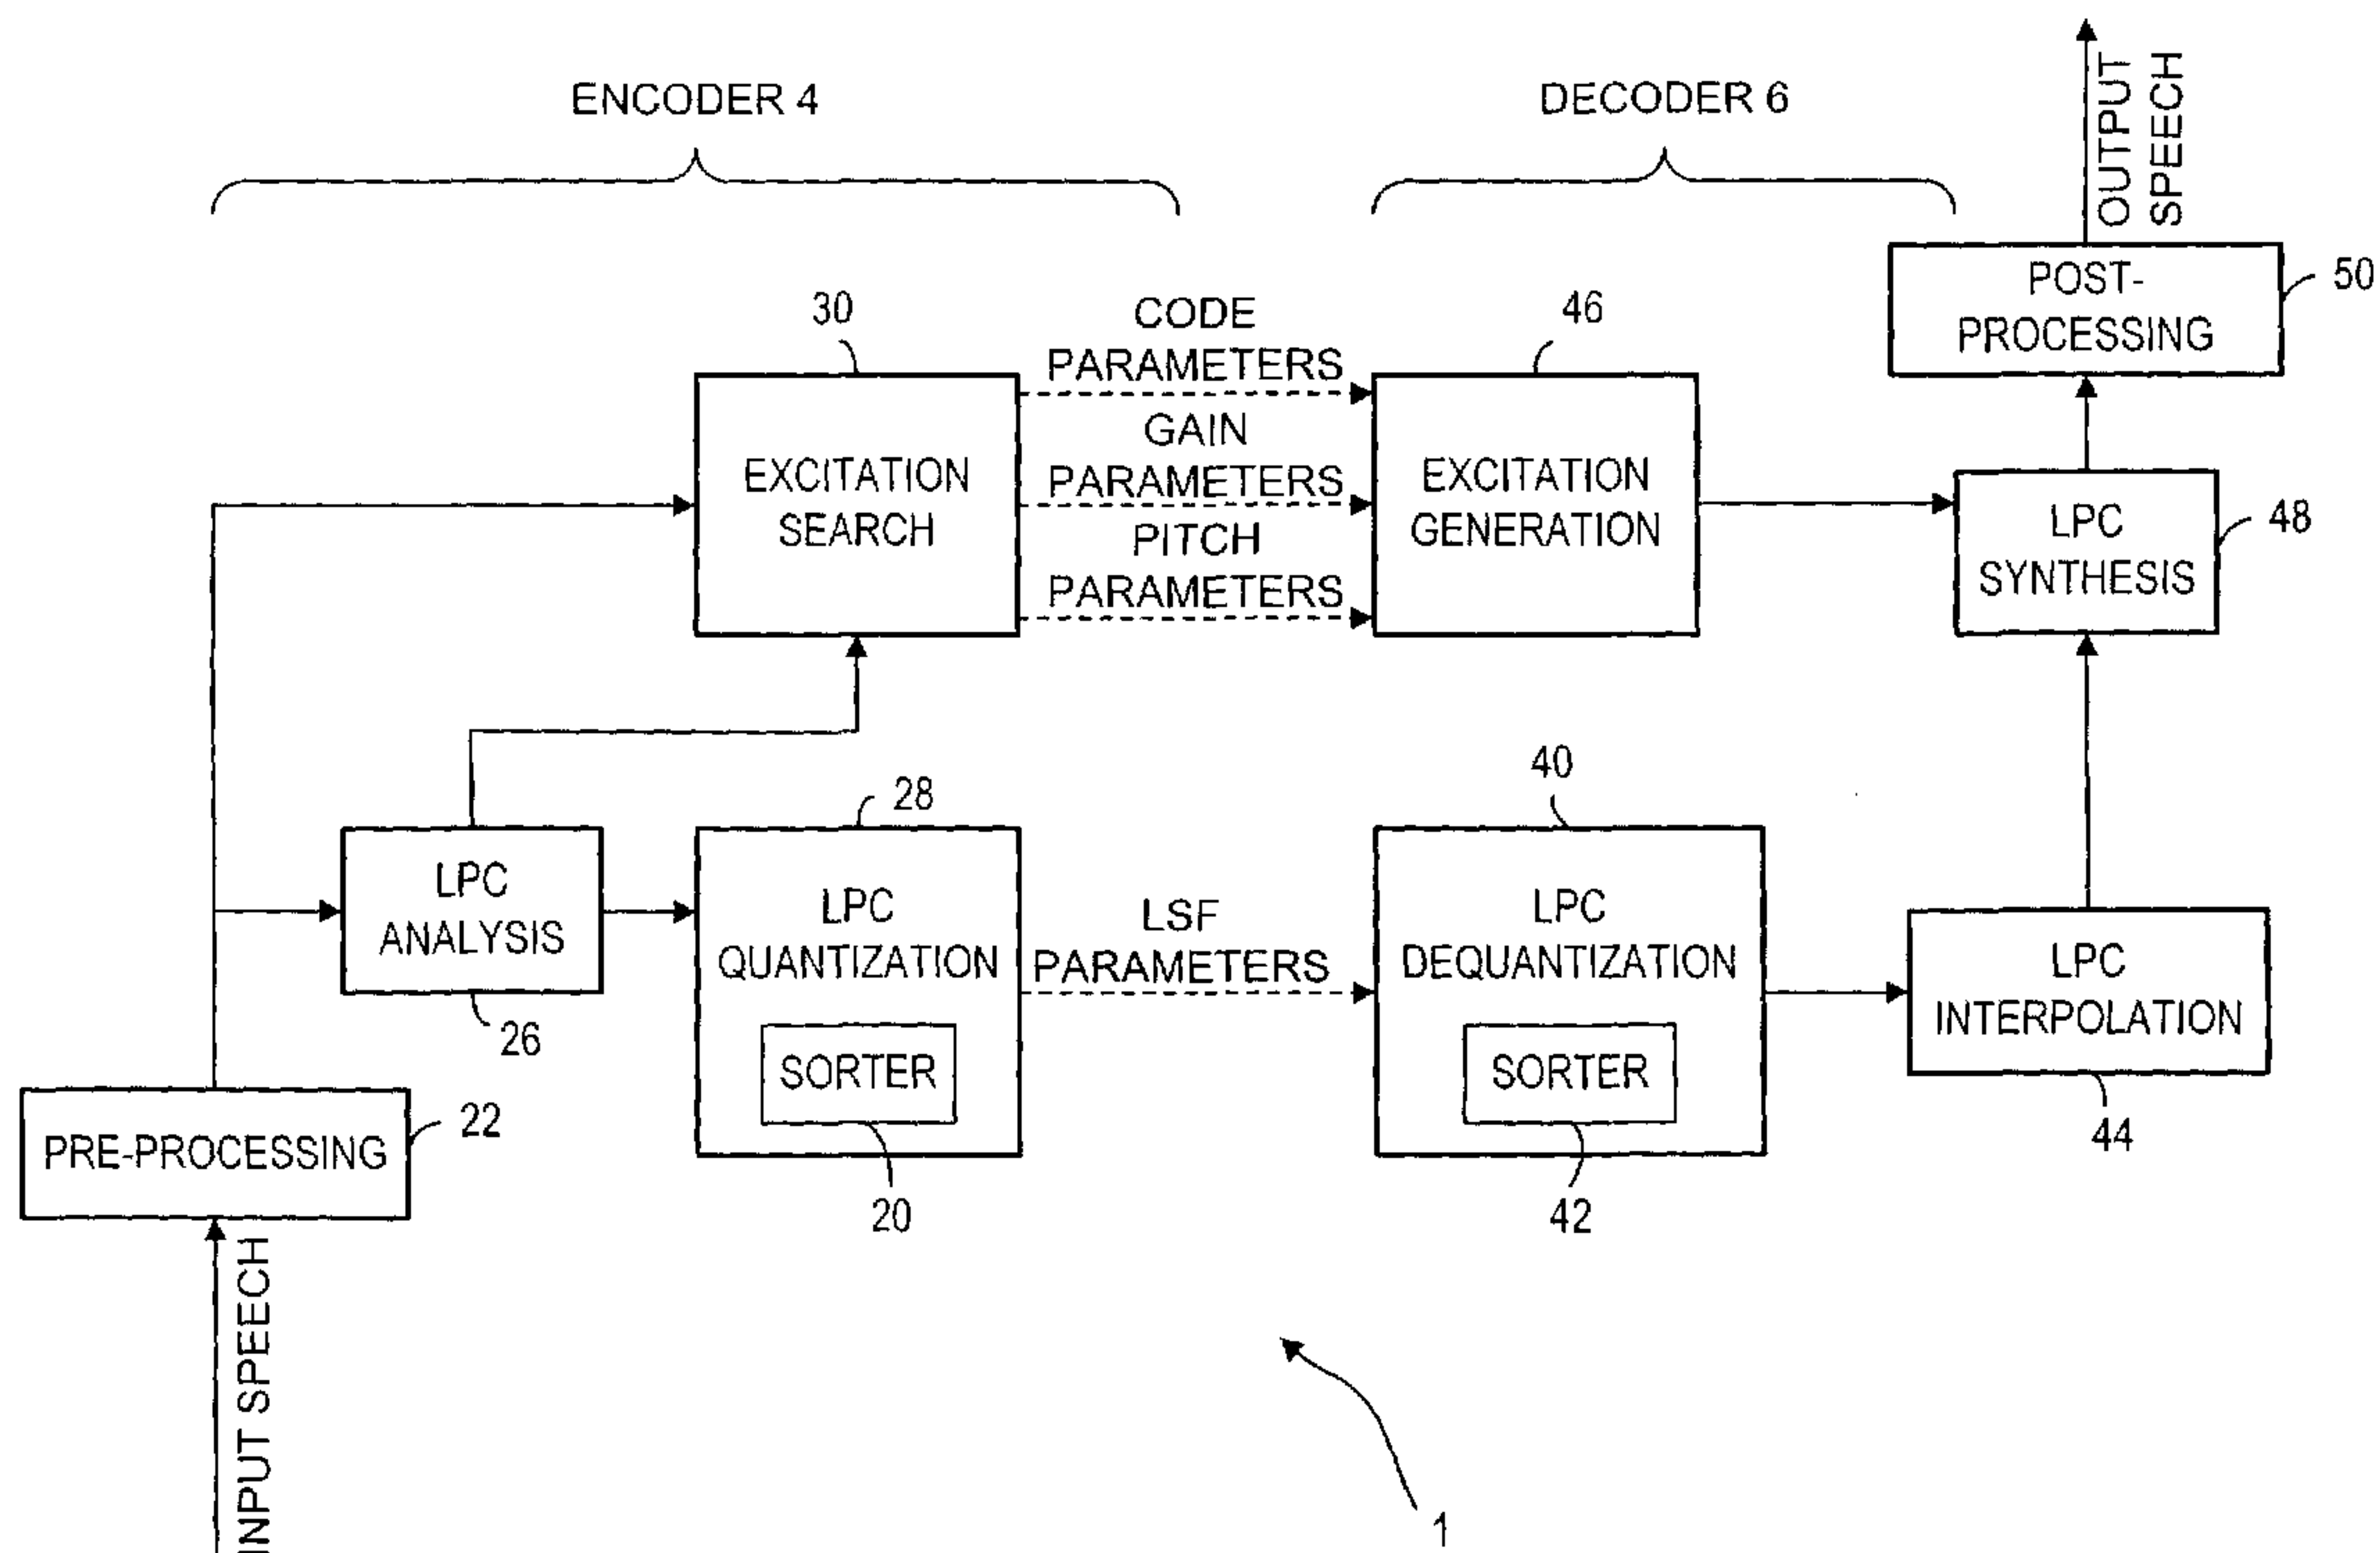 ENCODER 4
DECODER 6
OUTPUT
SPEECH
POST-
PROCESSING
50
30
CODE
PARAMETERS
GAIN
PARAMETERS
PITCH
PARAMETERS
46
EXCITATION
SEARCH
EXCITATION
GENERATION
LPC
SYNTHESIS
48
LPC
ANALYSIS
26
28
LPC
QUANTIZATION
SORTER
20
LSF
PARAMETERS
40
LPC
DEQUANTIZATION
SORTER
42
LPC
INTERPOLATION
44
PRE-PROCESSING
22
INPUT SPEECH
1